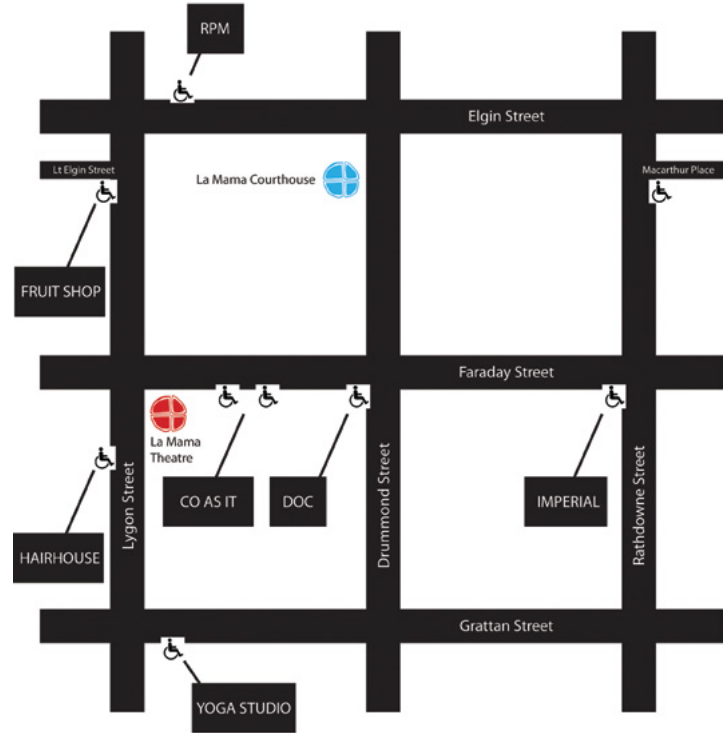 RPM
Elgin Street
Lt Elgin Street
Macarthur Place
La Mama Courthouse
FRUIT SHOP
Faraday Street
La Mama
Theatre
CO AS IT
DOC
IMPERIAL
HAIRHOUSE
Lygon Street
Drummond Street
Rathdowne Street
Grattan Street
YOGA STUDIO